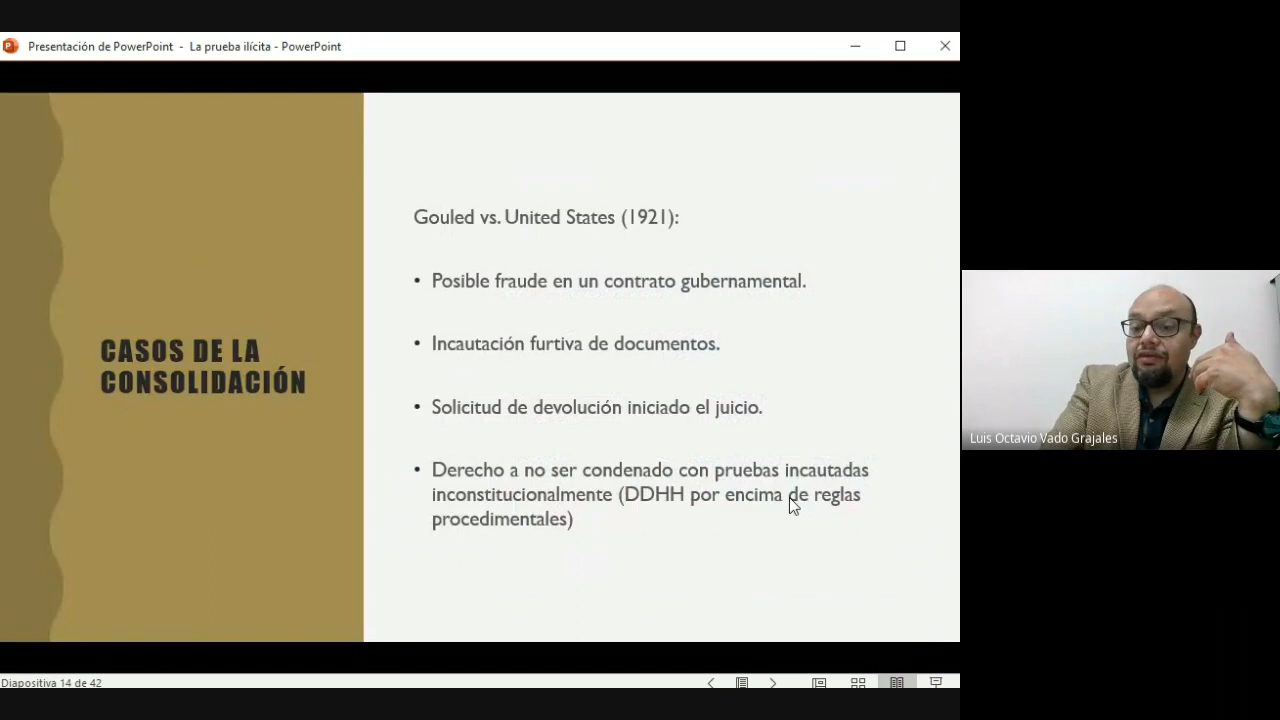 Presentación de PowerPoint - La prueba ilícita - PowerPoint
CASOS DE LA
CONSOLIDACIÓN
Gouled vs. United States (1921):
• Posible fraude en un contrato gubernamental.
• Incautación furtiva de documentos.
• Solicitud de devolución iniciado el juicio.
• Derecho a no ser condenado con pruebas incautadas
inconstitucionalmente (DDHH por encima de reglas
procedimentales)
Luis Octavio Vado Grajales
Diapositiva 14 de 42